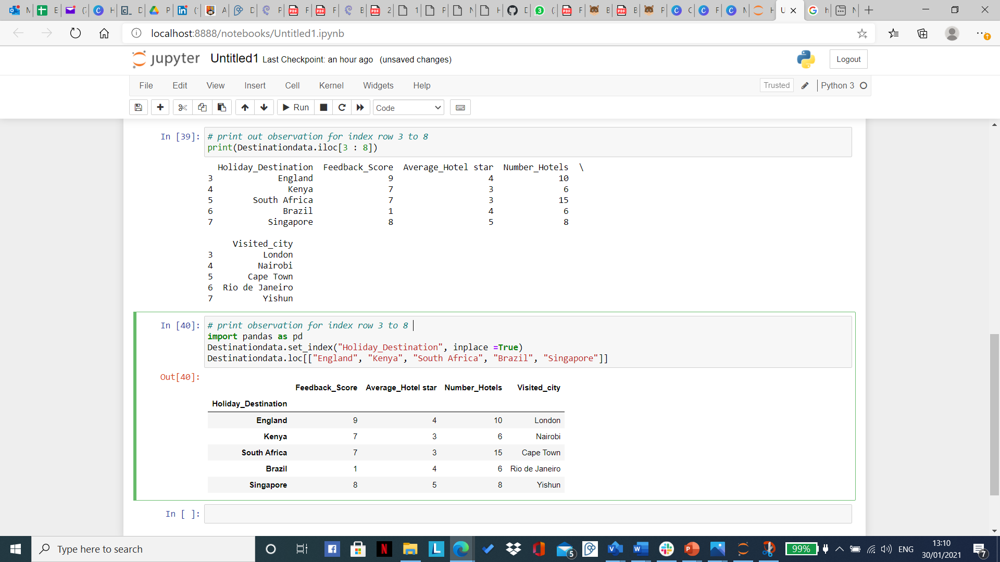 localhost:8888/notebooks/Untitled1.ipynb
jupyter Untitled1 Last Checkpoint: an hour ago (unsaved changes)
Logout
File Edit View Insert Cell Kernel Widgets Help
Trusted Python 3
Run Code
In [39]: # print out observation for index row 3 to 8
print(Destinationdata.iloc[3 : 8])
Holiday_Destination Feedback_Score Average_Hotel star Number_Hotels \
3 England 9 4 10
4 Kenya 7 3 6
5 South Africa 7 3 15
6 Brazil 1 4 6
7 Singapore 8 5 8
Visited_city
3 London
4 Nairobi
5 Cape Town
6 Rio de Janeiro
7 Yishun
In [40]: # print observation for index row 3 to 8
import pandas as pd
Destinationdata.set_index("Holiday_Destination", inplace =True)
Destinationdata.loc[["England", "Kenya", "South Africa", "Brazil", "Singapore"]]
Out[40]:
Feedback_Score Average_Hotel star Number_Hotels Visited_city
Holiday_Destination
England 9 4 10 London
Kenya 7 3 6 Nairobi
South Africa 7 3 15 Cape Town
Brazil 1 4 6 Rio de Janeiro
Singapore 8 5 8 Yishun
In [ ]:
Type here to search
99%
ENG
13:10
30/01/2021